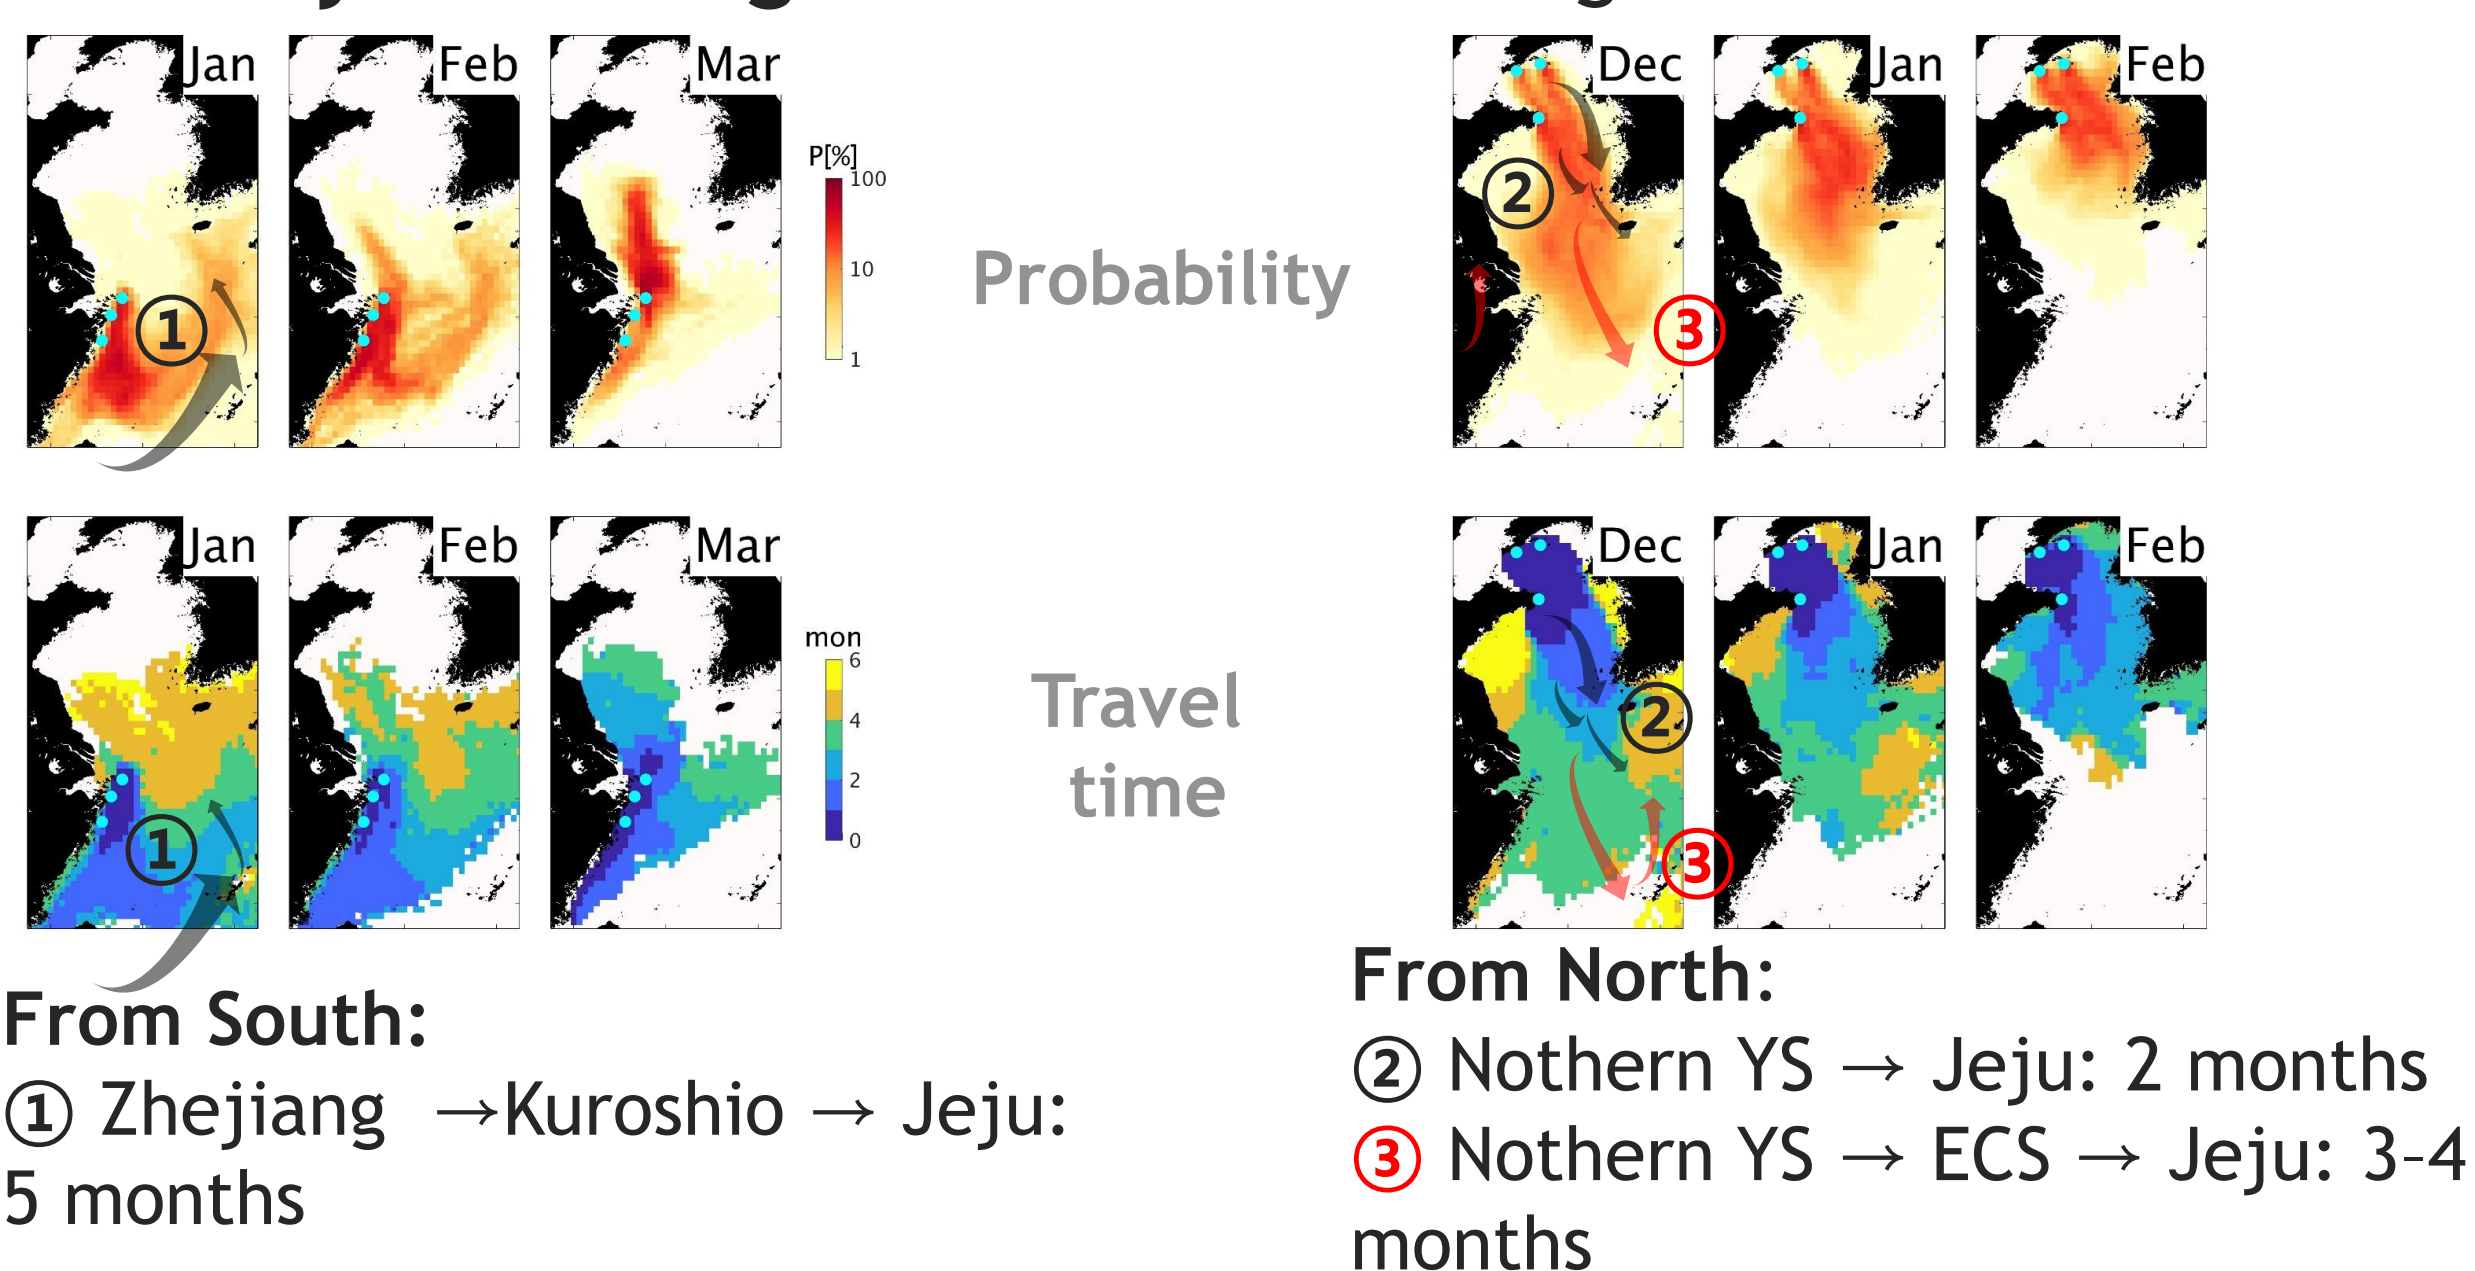 Jan
Feb
Mar
P[%]
100
10
1
①
Probability
Dec
Jan
Feb
②
③
Jan
Feb
Mar
mon
6
4
2
0
①
Travel
time
Dec
Jan
Feb
②
③
From South:
① Zhejiang →Kuroshio → Jeju:
5 months
From North:
② Nothern YS → Jeju: 2 months
③ Nothern YS → ECS → Jeju: 3-4
months